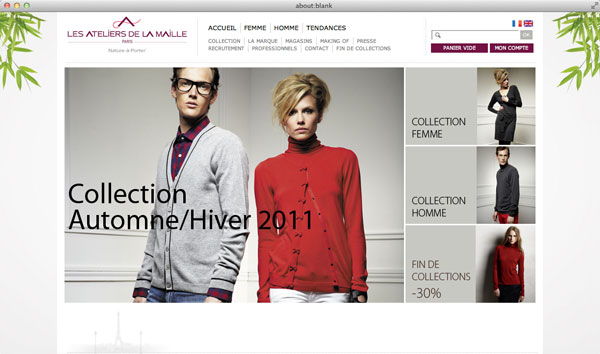 about:blank
LES ATELIERS DE LA MAILLE
PARIS
Nature-à-Porter
ACCUEIL FEMME HOMME TENDANCES
COLLECTION LA MARQUE MAGASINS MAKING OF PRESSE
RECRUTEMENT PROFESSIONNELS CONTACT FIN DE COLLECTIONS
OK
PANIER VIDE MON COMPTE
Collection
Automne/Hiver 2011
COLLECTION
FEMME
COLLECTION
HOMME
FIN DE
COLLECTIONS
-30%